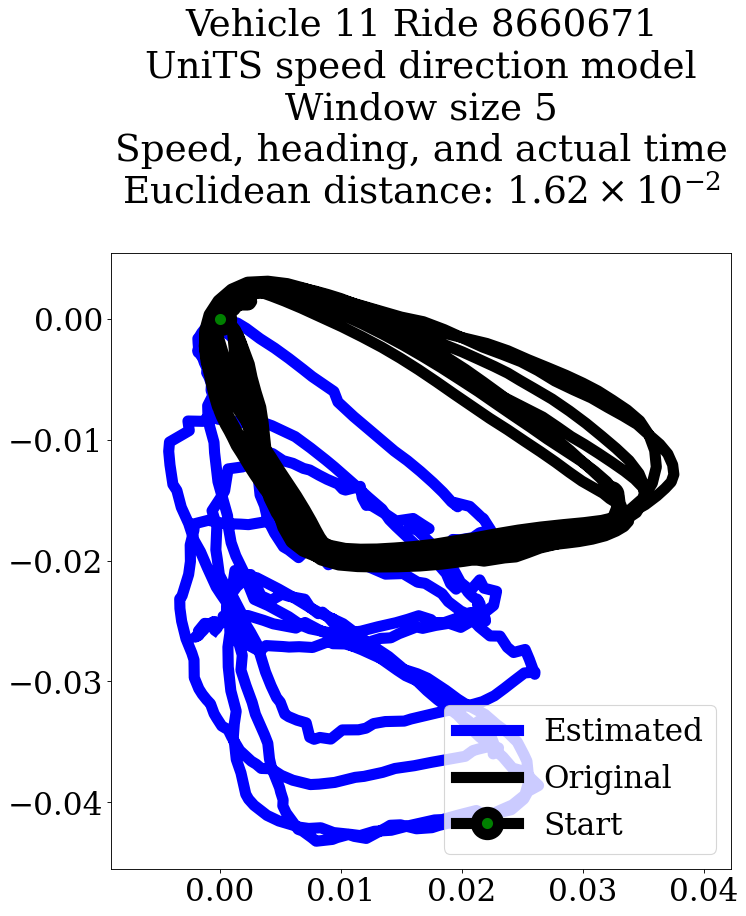 Vehicle 11 Ride 8660671
UniTS speed direction model
Window size 5
Speed, heading, and actual time
Euclidean distance: 1.62 × 10⁻²
0.00
−0.01
−0.02
−0.03
−0.04
Estimated
Original
Start
0.00 0.01 0.02 0.03 0.04